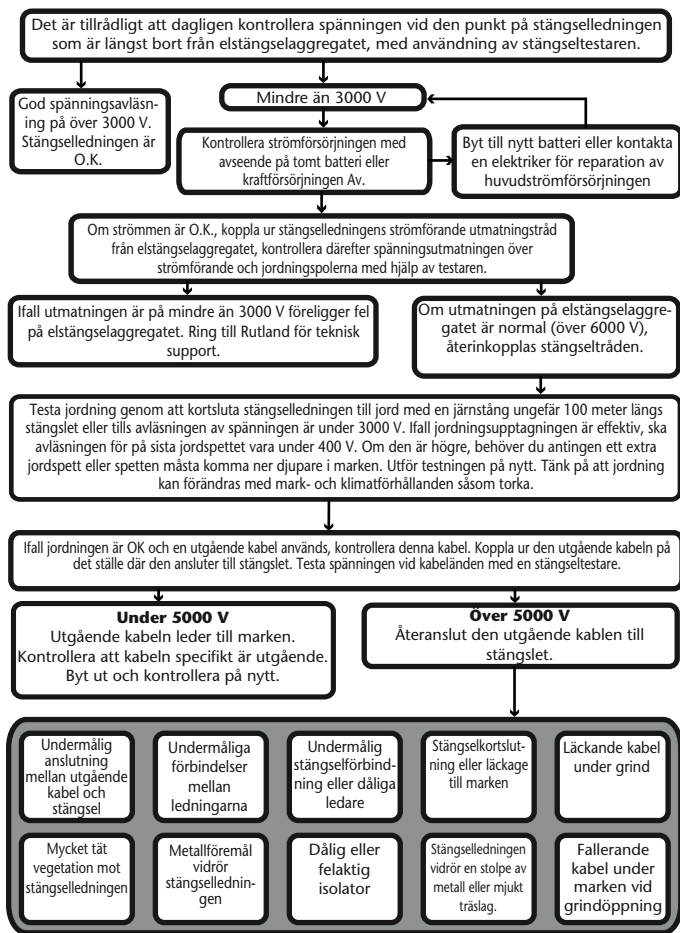 Det är tillrådligt att dagligen kontrollera spänningen vid den punkt på stängselledningen
som är längst bort från elstängselaggregatet, med användning av stängseltestaren.
God spänningsavläsn-
ing på över 3000 V.
Stängselledningen är
O.K.
Mindre än 3000 V
Kontrollera strömförsörjningen med
avseende på tomt batteri eller
kraftförsörjningen Av.
Byt till nytt batteri eller kontakta
en elektriker för reparation av
huvudströmförsörjningen
Om strömmen är O.K., koppla ur stängselledningens strömförande utmatningstråd
från elstängselaggregatet, kontrollera därefter spänningsutmatningen över
strömförande och jordningspolerna med hjälp av testaren.
Ifall utmatningen är på mindre än 3000 V föreligger fel
på elstängselaggregatet. Ring till Rutland för teknisk
support.
Om utmatningen på elstängselaggre-
gatet är normal (över 6000 V),
återinkopplas stängseltråden.
Testa jordning genom att kortsluta stängselledningen till jord med en järnstång ungefär 100 meter längs
stängslet eller tills avläsningen av spänningen är under 3000 V. Ifall jordningsupptagningen är effektiv, ska
avläsningen för på sista jordspettet vara under 400 V. Om den är högre, behöver du antingen ett extra
jordspett eller spetten måsta komma ner djupare i marken. Utför testningen på nytt. Tänk på att jordning
kan förändras med mark- och klimatförhållanden såsom torka.
Ifall jordningen är OK och en utgående kabel används, kontrollera denna kabel. Koppla ur den utgående kabeln på
det ställe där den ansluter till stängslet. Testa spänningen vid kabeländen med en stängseltestare.
Under 5000 V
Utgående kabeln leder till marken.
Kontrollera att kabeln specifikt är utgående.
Byt ut och kontrollera på nytt.
Över 5000 V
Återanslut den utgående kablen till
stängslet.
Undermålig
anslutning
mellan utgående
kabel och
stängsel
Undermåliga
förbindelser
mellan
ledningarna
Undermålig
stängselförbind-
ning eller dåliga
ledare
Stängselkortslut-
ning eller läckage
till marken
Läckande kabel
under grind
Mycket tät
vegetation mot
stängselledningen
Metallföremål
vidrör
stängsellednin-
gen
Dålig eller
felaktig
isolator
Stängselledningen
vidrör en stolpe av
metall eller mjukt
träslag.
Fallerande
kabel under
marken vid
grindöppning